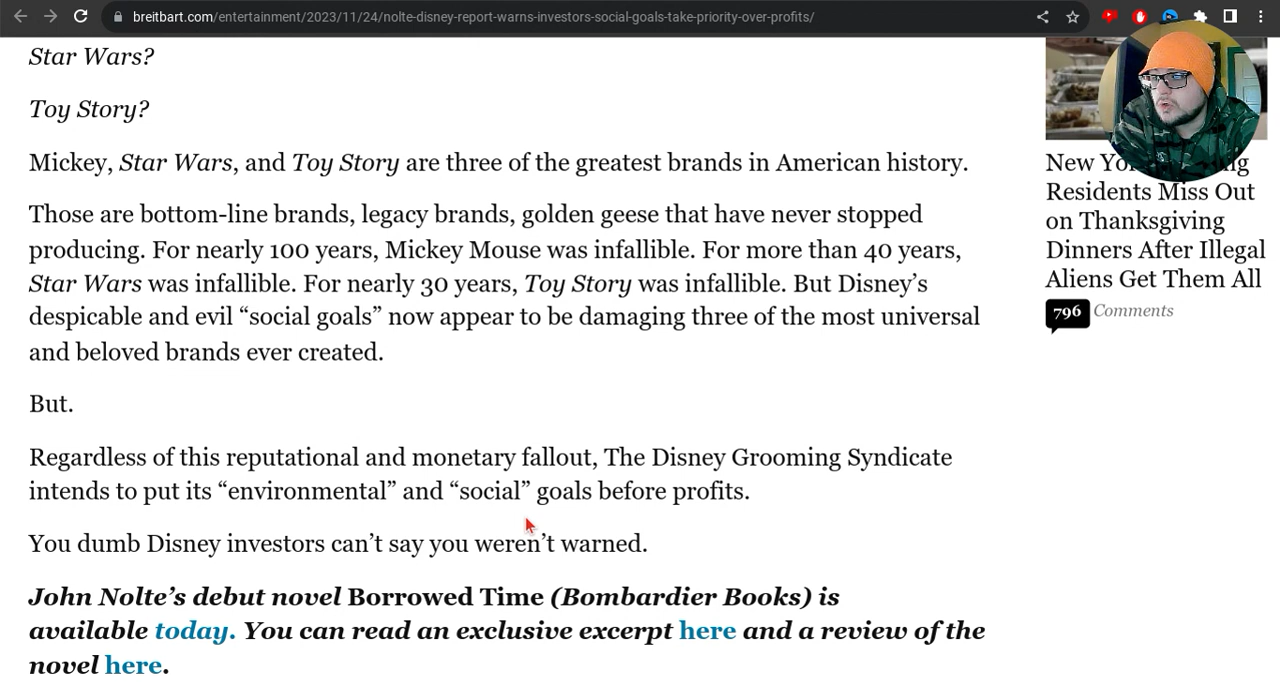 breitbart.com/entertainment/2023/11/24/nolte-disney-report-warns-investors-social-goals-take-priority-over-profits/
Star Wars?
Toy Story?
Mickey, Star Wars, and Toy Story are three of the greatest brands in American history.
Those are bottom-line brands, legacy brands, golden geese that have never stopped
producing. For nearly 100 years, Mickey Mouse was infallible. For more than 40 years,
Star Wars was infallible. For nearly 30 years, Toy Story was infallible. But Disney’s
despicable and evil “social goals” now appear to be damaging three of the most universal
and beloved brands ever created.
But.
Regardless of this reputational and monetary fallout, The Disney Grooming Syndicate
intends to put its “environmental” and “social” goals before profits.
You dumb Disney investors can’t say you weren’t warned.
John Nolte’s debut novel Borrowed Time (Bombardier Books) is
available today. You can read an exclusive excerpt here and a review of the
novel here.
New
Residents Miss Out
on Thanksgiving
Dinners After Illegal
Aliens Get Them All
796 Comments